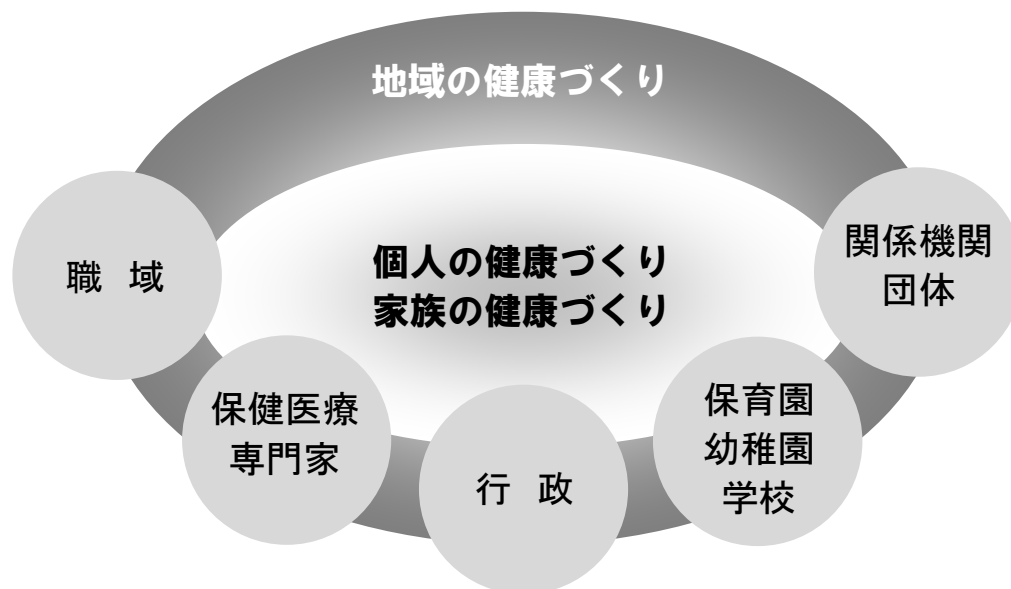 地域の健康づくり
個人の健康づくり
家族の健康づくり
職 域
保健医療
専門家
行 政
保育園
幼稚園
学校
関係機関
団体